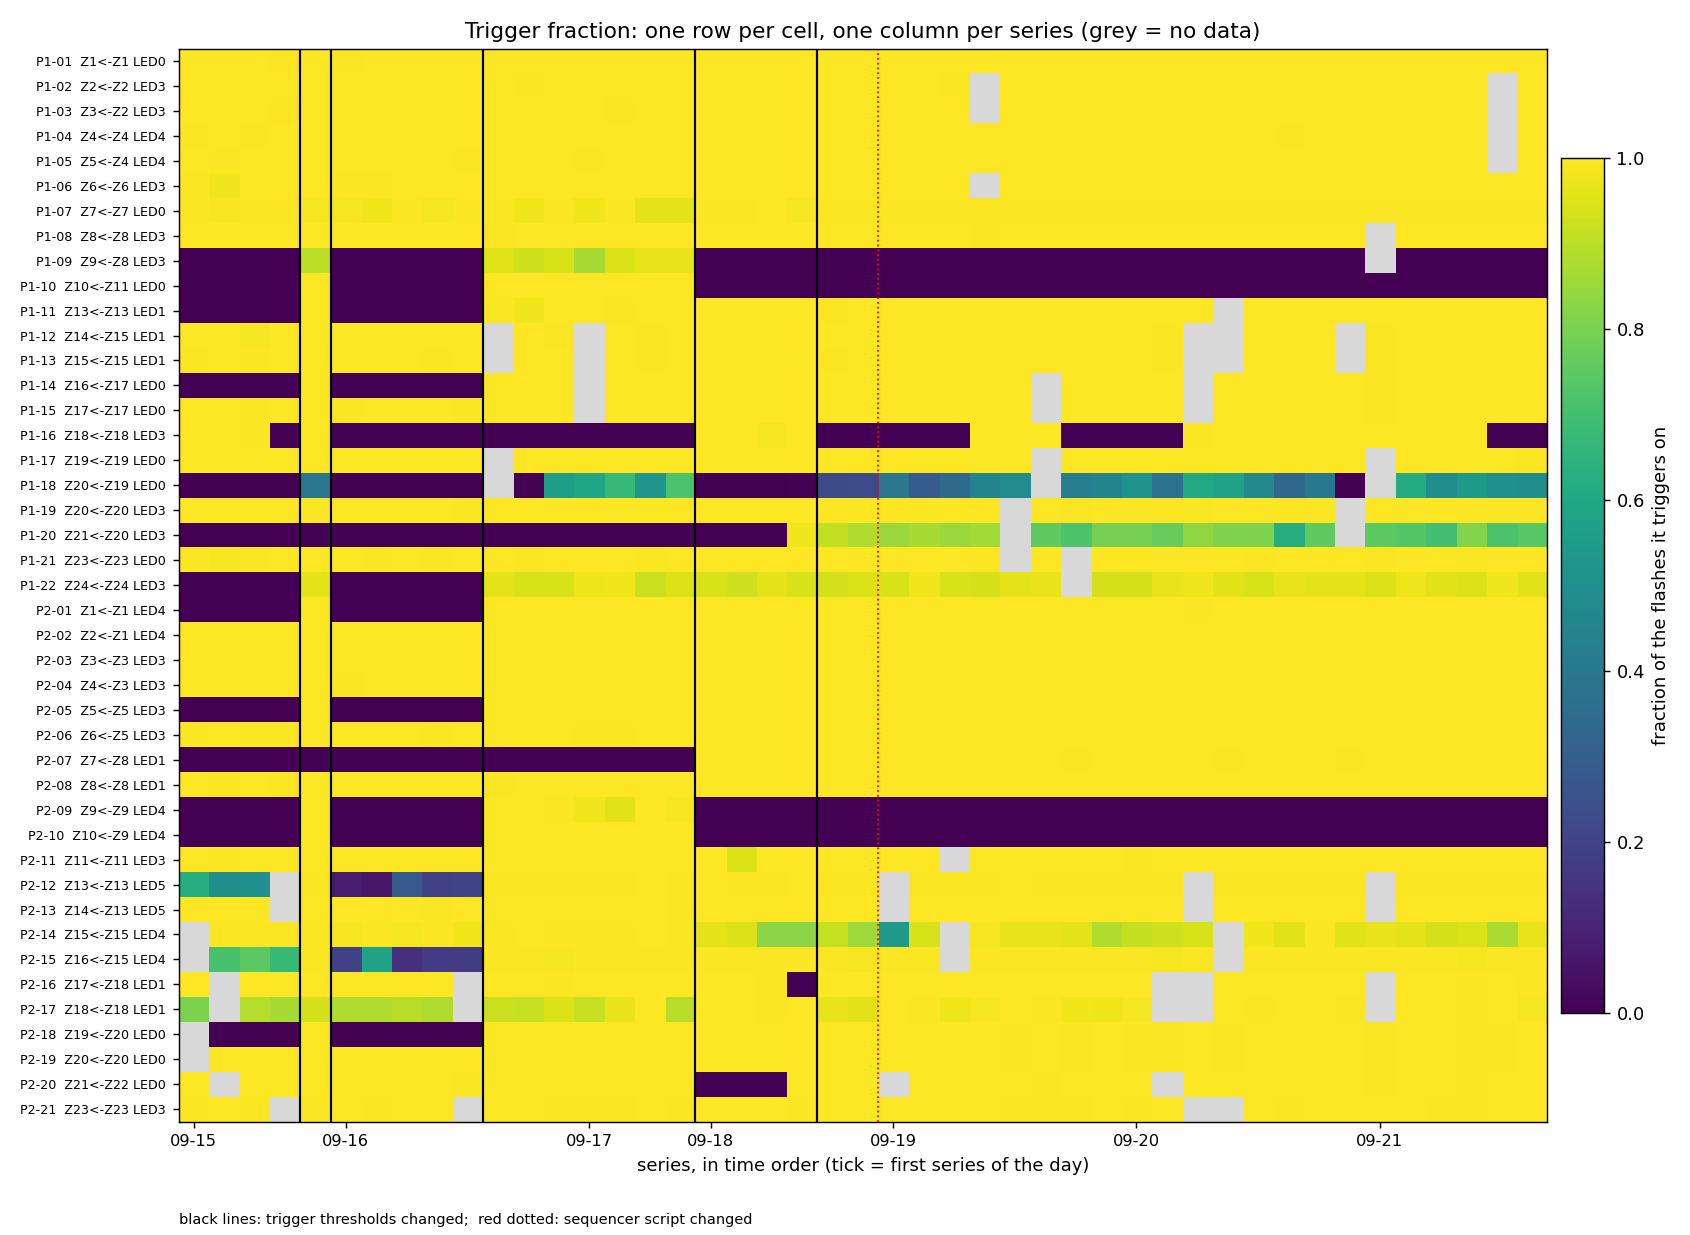 Trigger fraction: one row per cell, one column per series (grey = no data)
P1-01 Z1<-Z1 LED0
P1-02 Z2<-Z2 LED3
P1-03 Z3<-Z2 LED3
P1-04 Z4<-Z4 LED4
P1-05 Z5<-Z4 LED4
P1-06 Z6<-Z6 LED3
P1-07 Z7<-Z7 LED0
P1-08 Z8<-Z8 LED3
P1-09 Z9<-Z8 LED3
P1-10 Z10<-Z11 LED0
P1-11 Z13<-Z13 LED1
P1-12 Z14<-Z15 LED1
P1-13 Z15<-Z15 LED1
P1-14 Z16<-Z17 LED0
P1-15 Z17<-Z17 LED0
P1-16 Z18<-Z18 LED3
P1-17 Z19<-Z19 LED0
P1-18 Z20<-Z19 LED0
P1-19 Z20<-Z20 LED3
P1-20 Z21<-Z20 LED3
P1-21 Z23<-Z23 LED0
P1-22 Z24<-Z24 LED3
P2-01 Z1<-Z1 LED4
P2-02 Z2<-Z1 LED4
P2-03 Z3<-Z3 LED3
P2-04 Z4<-Z3 LED3
P2-05 Z5<-Z5 LED3
P2-06 Z6<-Z5 LED3
P2-07 Z7<-Z8 LED1
P2-08 Z8<-Z8 LED1
P2-09 Z9<-Z9 LED4
P2-10 Z10<-Z9 LED4
P2-11 Z11<-Z11 LED3
P2-12 Z13<-Z13 LED5
P2-13 Z14<-Z13 LED5
P2-14 Z15<-Z15 LED4
P2-15 Z16<-Z15 LED4
P2-16 Z17<-Z18 LED1
P2-17 Z18<-Z18 LED1
P2-18 Z19<-Z20 LED0
P2-19 Z20<-Z20 LED0
P2-20 Z21<-Z22 LED0
P2-21 Z23<-Z23 LED3
09-15 09-16 09-17 09-18 09-19 09-20 09-21
series, in time order (tick = first series of the day)
1.0
0.8
0.6
0.4
0.2
0.0
fraction of the flashes it triggers on
black lines: trigger thresholds changed; red dotted: sequencer script changed